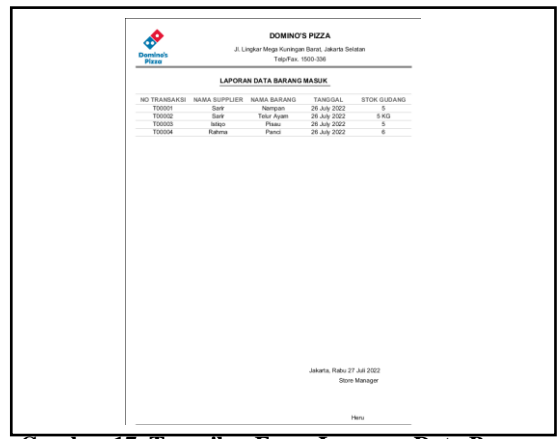 Domino's
Pizza
DOMINO'S PIZZA
Jl. Lingkar Mega Kuningan Barat, Jakarta Selatan
Telp/Fax. 1500-336
LAPORAN DATA BARANG MASUK
NO TRANSAKSI NAMA SUPPLIER NAMA BARANG TANGGAL STOK GUDANG
T00001 Sarir Nampan 26 July 2022 5
T00002 Sarir Telur Ayam 26 July 2022 5 KG
T00003 Pisau 26 July 2022 5
T00004 Rahma Panci 26 July 2022 6
Jakarta, Rabu 27 Juli 2022
Store Manager
Heru